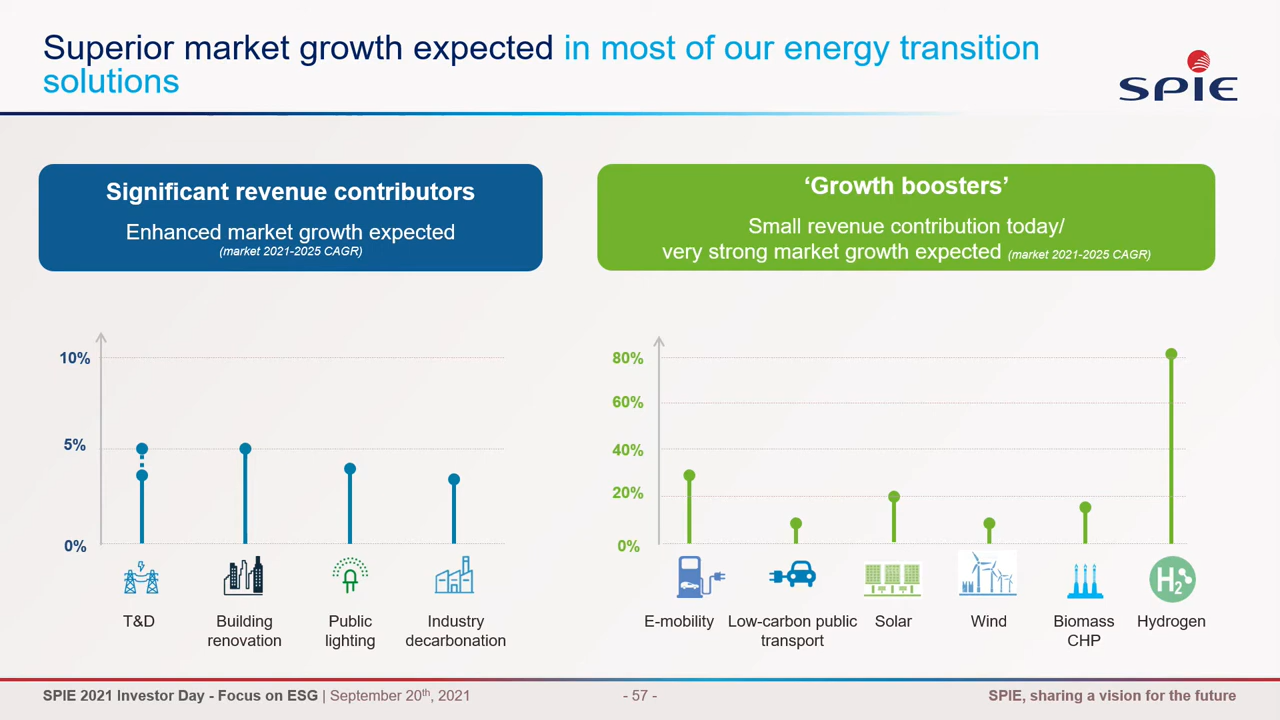 Superior market growth expected in most of our energy transition
solutions
SPIE
Significant revenue contributors
Enhanced market growth expected
(market 2021-2025 CAGR)
‘Growth boosters’
Small revenue contribution today/
very strong market growth expected (market 2021-2025 CAGR)
10%
5%
0%
T&D
Building
renovation
Public
lighting
Industry
decarbonation
80%
60%
40%
20%
0%
E-mobility
Low-carbon public
transport
Solar
Wind
Biomass
CHP
H2
Hydrogen
SPIE 2021 Investor Day - Focus on ESG | September 20th, 2021
- 57 -
SPIE, sharing a vision for the future